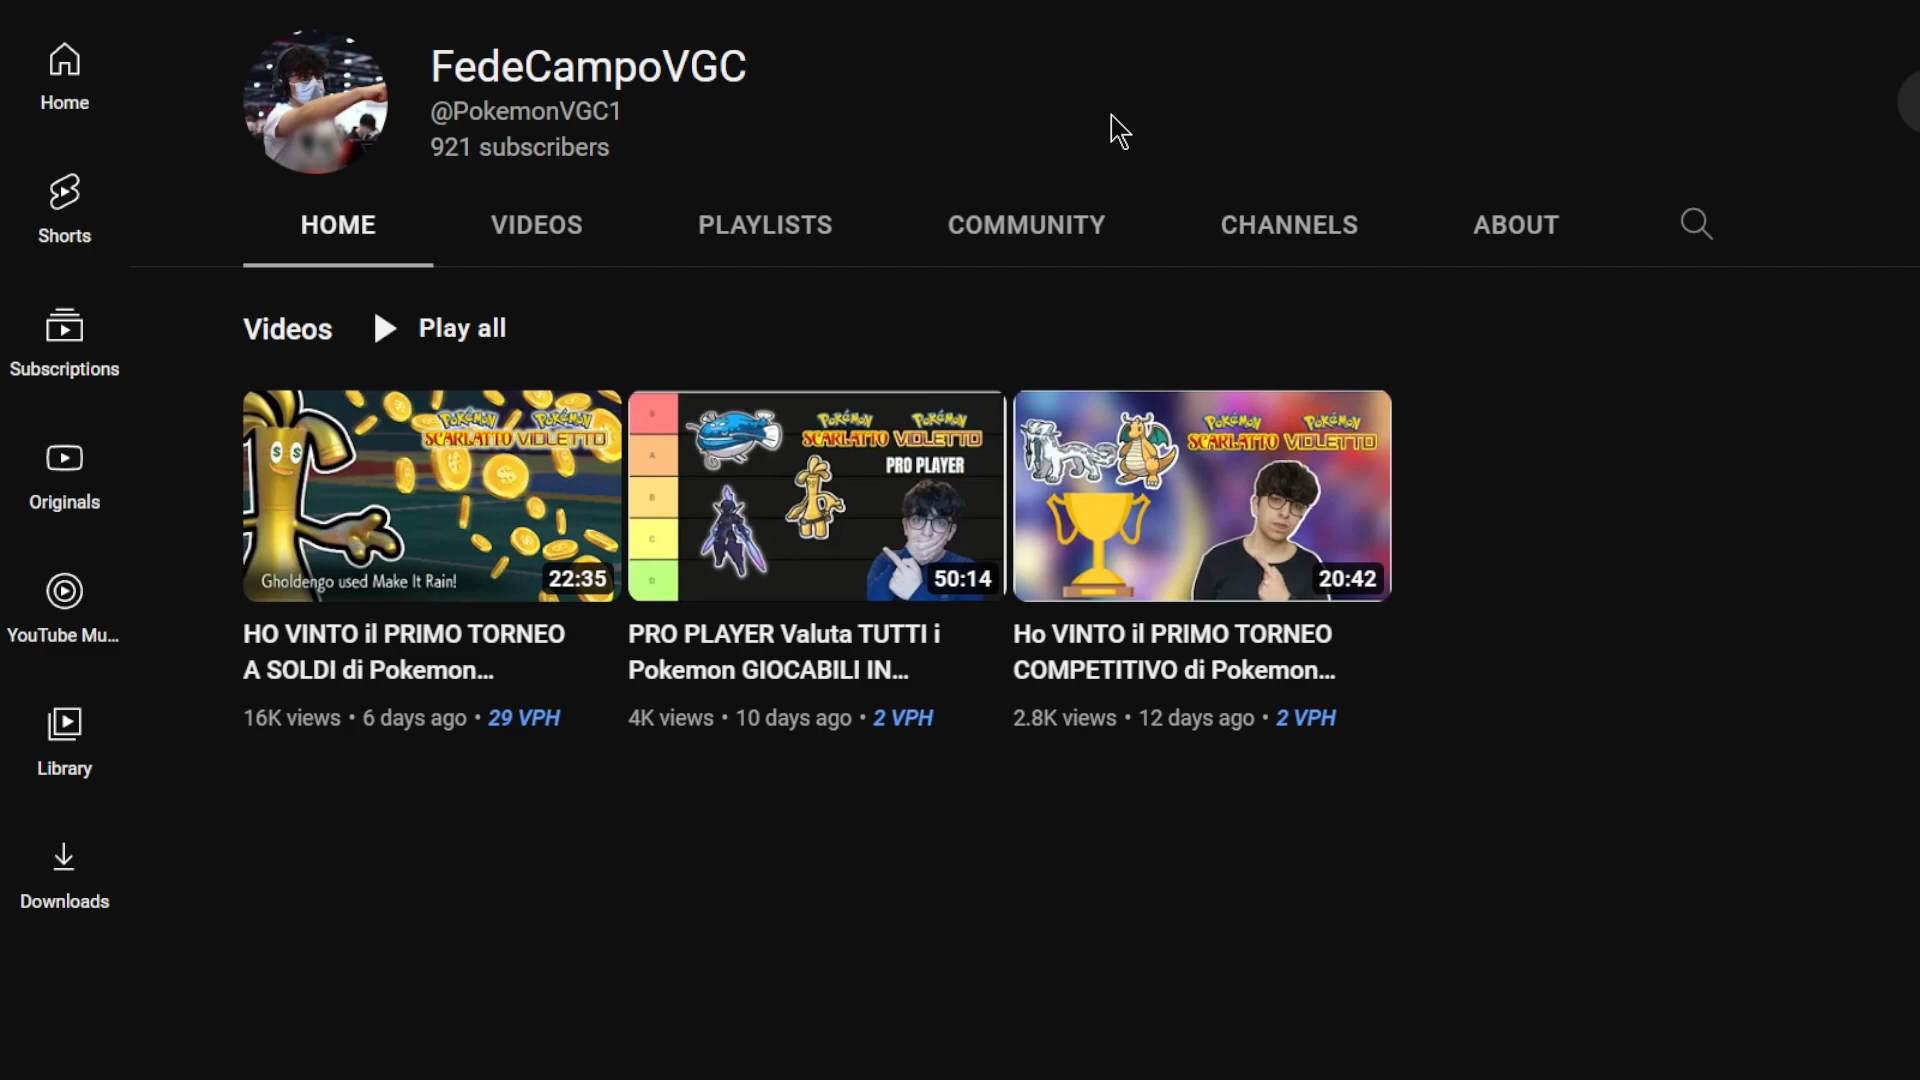 Home
Shorts
Subscriptions
Originals
YouTube Mu...
Library
Downloads
FedeCampoVGC
@PokemonVGC1
921 subscribers
HOME VIDEOS PLAYLISTS COMMUNITY CHANNELS ABOUT
Videos Play all
POKéMON POKéMON
SCARLATTO VIOLETTO
Gholdengo used Make It Rain!
22:35
S
A
B
C
D
POKéMON POKéMON
SCARLATTO VIOLETTO
PRO PLAYER
50:14
POKéMON POKéMON
SCARLATTO VIOLETTO
20:42
HO VINTO il PRIMO TORNEO
A SOLDI di Pokemon...
16K views • 6 days ago • 29 VPH
PRO PLAYER Valuta TUTTI i
Pokemon GIOCABILI IN...
4K views • 10 days ago • 2 VPH
Ho VINTO il PRIMO TORNEO
COMPETITIVO di Pokemon...
2.8K views • 12 days ago • 2 VPH